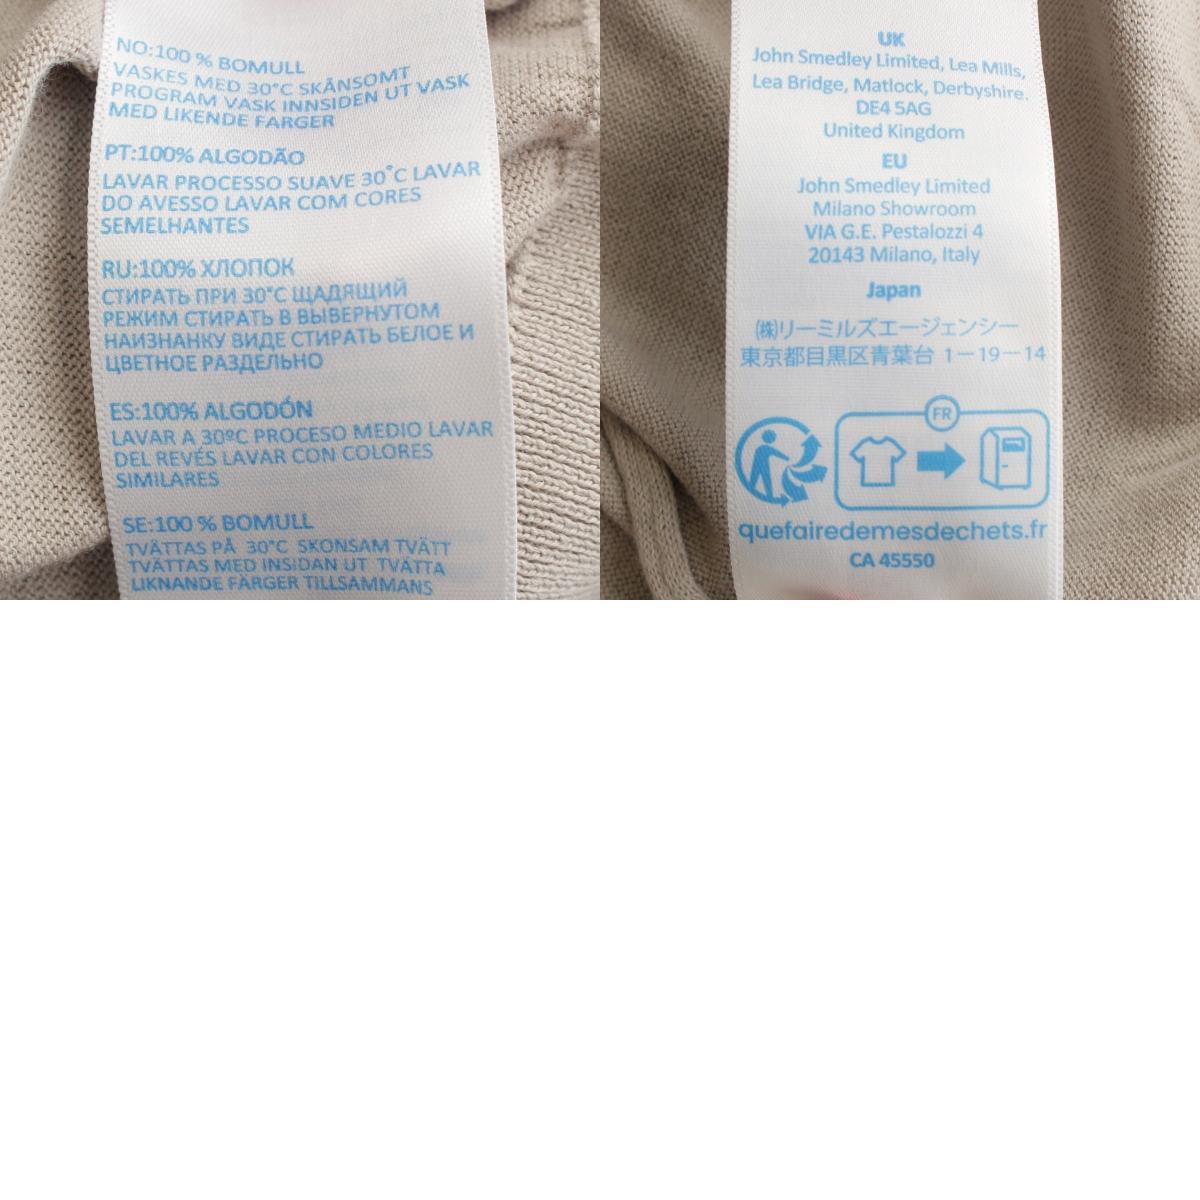 NO:100 % BOMULL
VASKES MED 30°C SKÅNSOMT
PROGRAM VASK INNSIDEN UT VASK
MED LIKENDE FARGER
PT:100% ALGODÃO
LAVAR PROCESSO SUAVE 30°C LAVAR
DO AVESSO LAVAR COM CORES
SEMELHANTES
RU:100% ХЛОПОК
СТИРАТЬ ПРИ 30°C ЩАДЯЩИЙ
РЕЖИМ СТИРАТЬ В ВЫВЕРНУТОМ
НАИЗНАНКУ ВИДЕ СТИРАТЬ БЕЛОЕ И
ЦВЕТНОЕ РАЗДЕЛЬНО
ES:100% ALGODÓN
LAVAR A 30ºC PROCESO MEDIO LAVAR
DEL REVÉS LAVAR CON COLORES
SIMILARES
SE:100 % BOMULL
TVÄTTAS PÅ 30°C SKONSAM TVÄTT
TVÄTTAS MED INSIDAN UT TVÄTTA
LIKNANDE FÄRGER TILLSAMMANS
UK
John Smedley Limited, Lea Mills,
Lea Bridge, Matlock, Derbyshire.
DE4 5AG
United Kingdom
EU
John Smedley Limited
Milano Showroom
VIA G.E. Pestalozzi 4
20143 Milano, Italy
Japan
㈱リーミルズエージェンシー
東京都目黒区青葉台 1－19－14
FR
quefairedemesdechets.fr
CA 45550